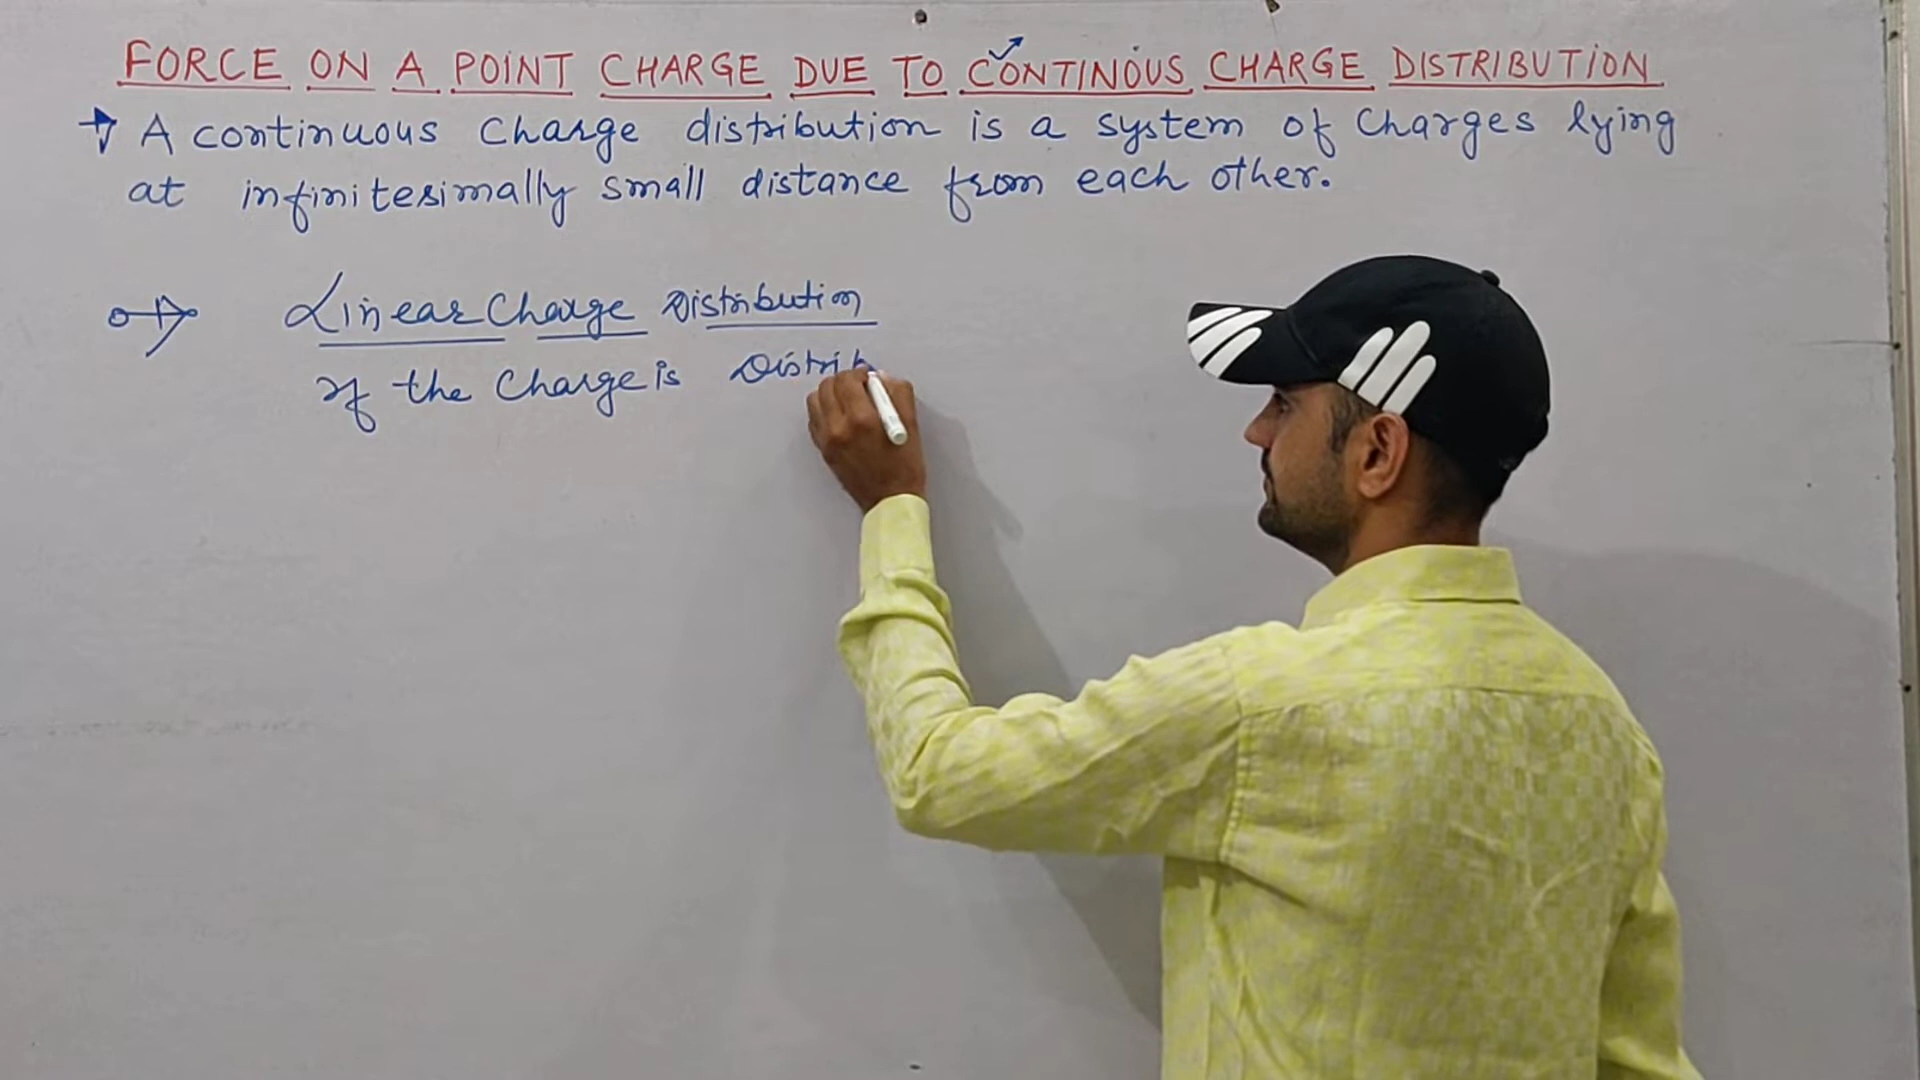 FORCE ON A POINT CHARGE DUE TO CONTINOUS CHARGE DISTRIBUTION
A continuous Charge distribution is a system of Charges lying
at infinitesimally small distance from each other.
Linear Charge Distribution
If the Charge is Distrib